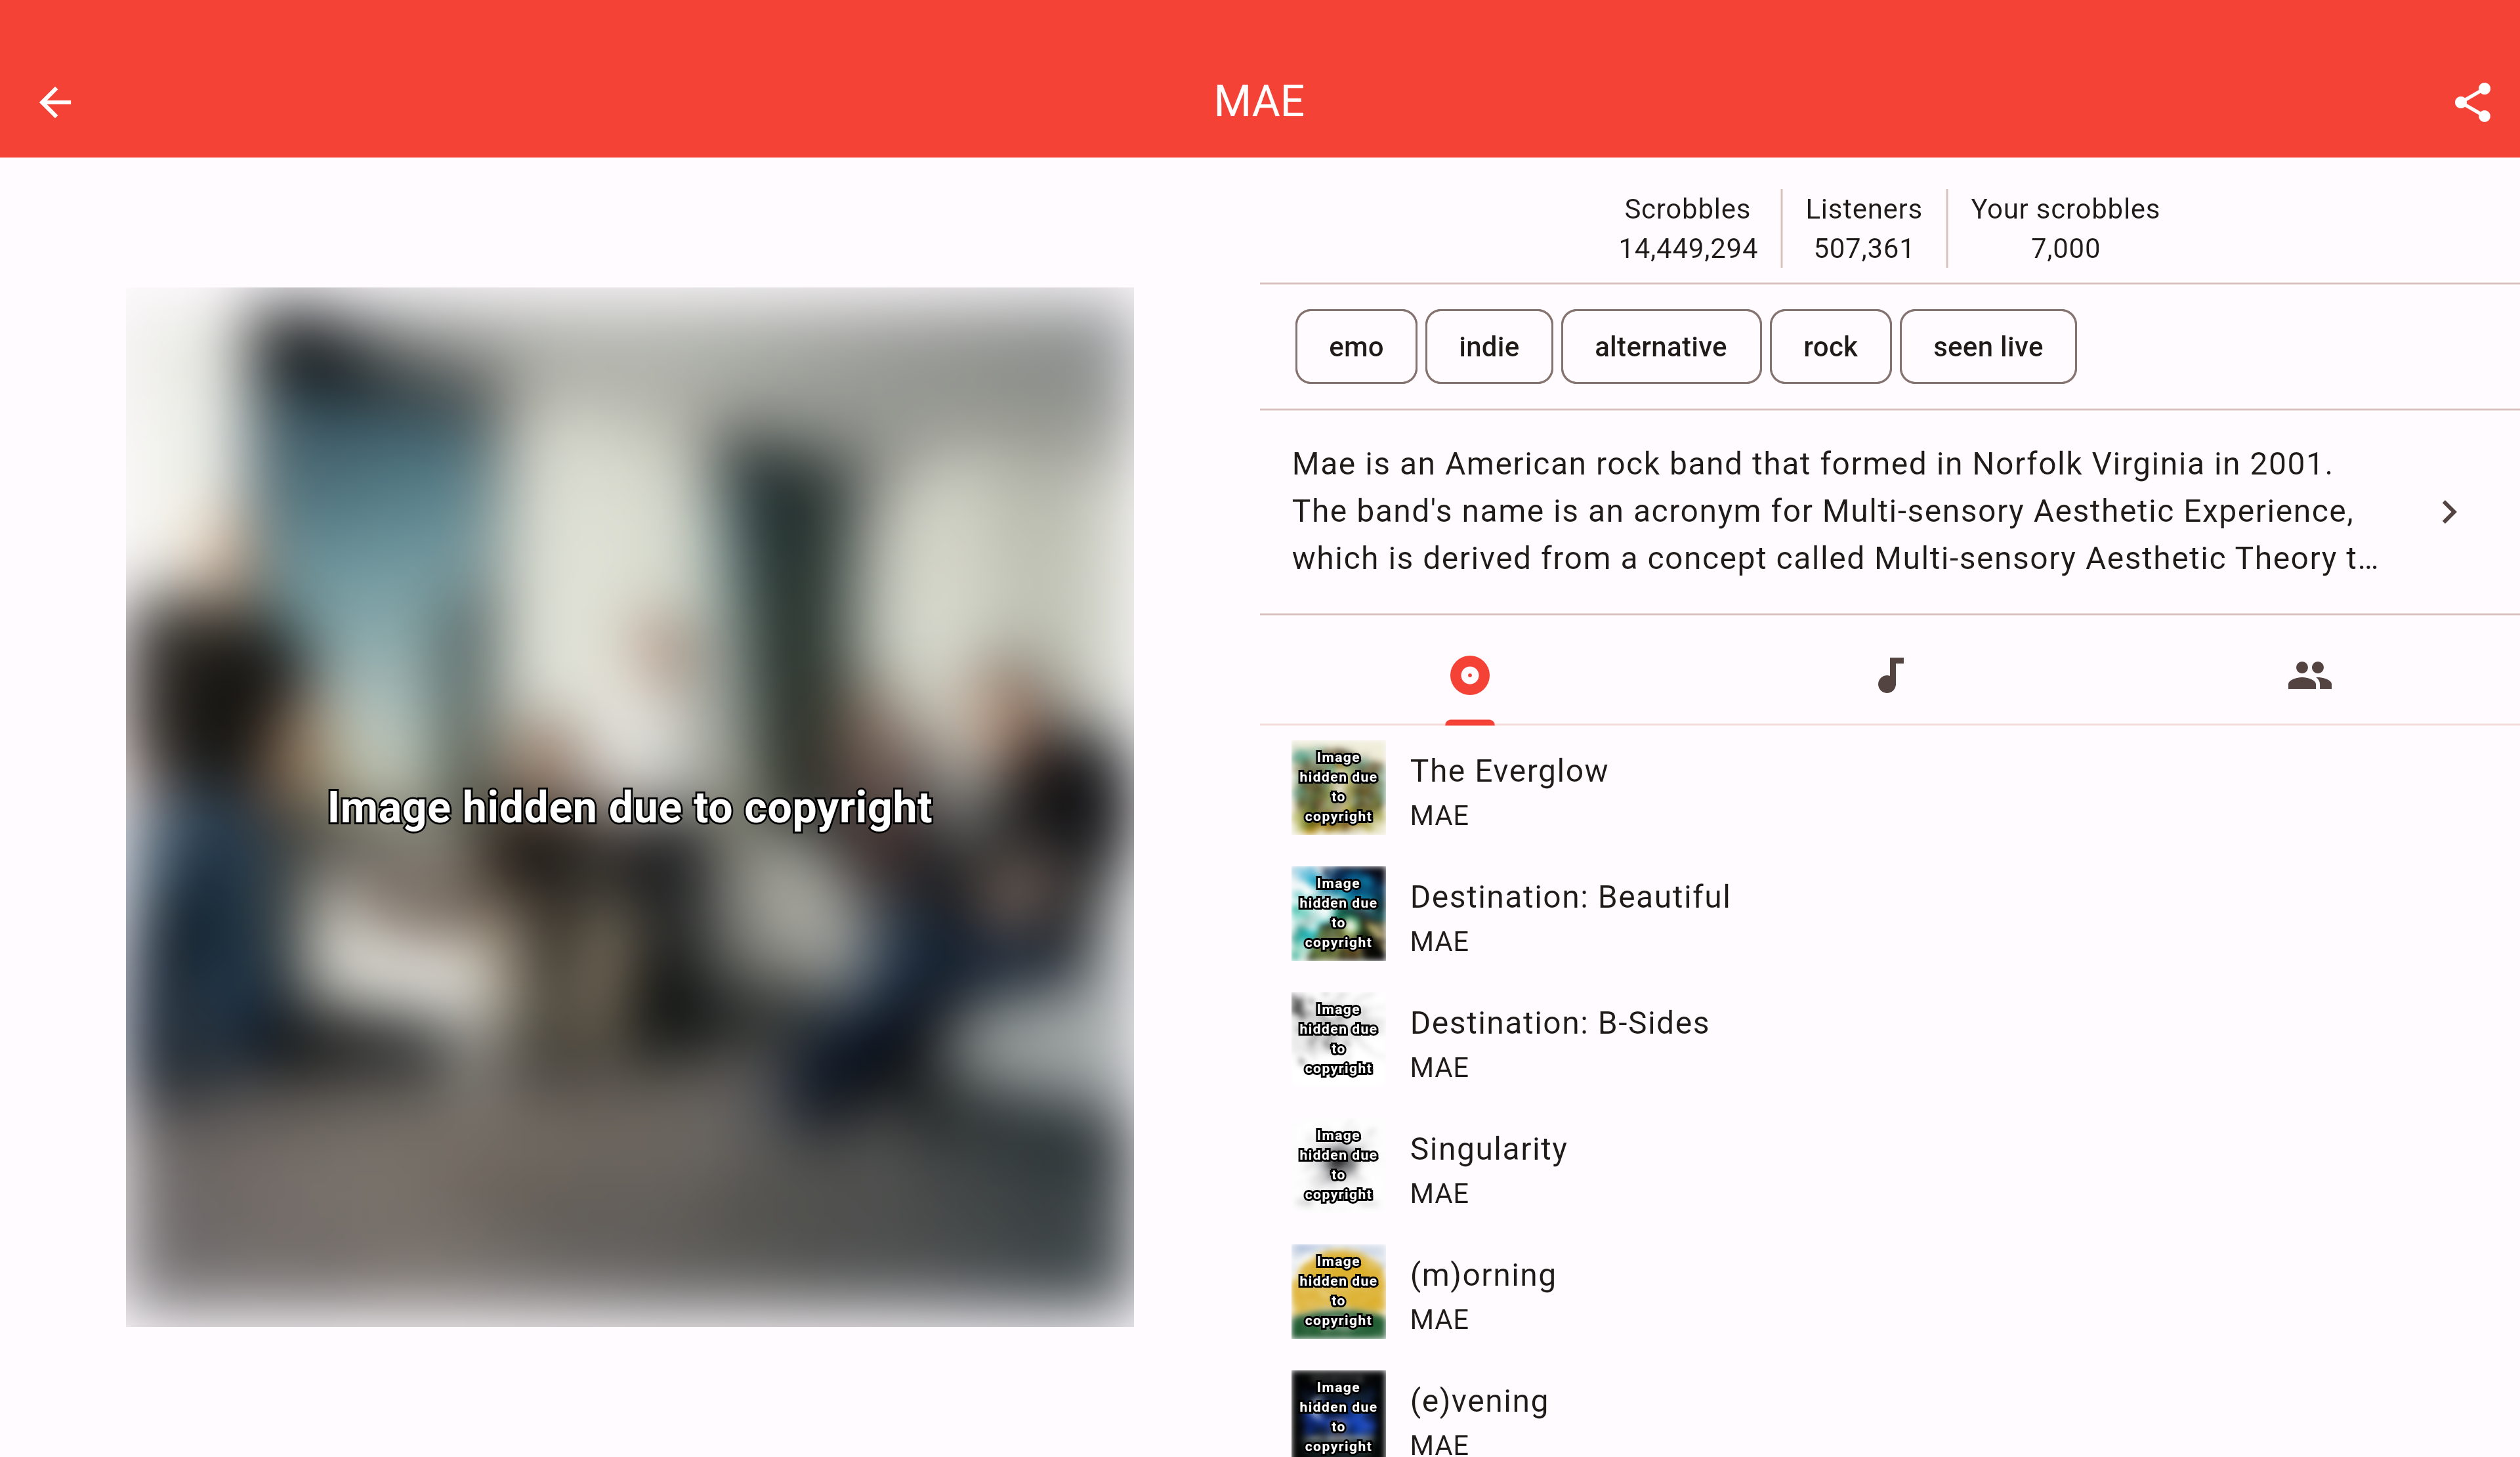 MAE
Scrobbles
14,449,294
Listeners
507,361
Your scrobbles
7,000
emo
indie
alternative
rock
seen live
Mae is an American rock band that formed in Norfolk Virginia in 2001.
The band's name is an acronym for Multi-sensory Aesthetic Experience,
which is derived from a concept called Multi-sensory Aesthetic Theory t…
Image hidden due to copyright
Image
hidden due
to
copyright
The Everglow
MAE
Image
hidden due
to
copyright
Destination: Beautiful
MAE
Image
hidden due
to
copyright
Destination: B-Sides
MAE
Image
hidden due
to
copyright
Singularity
MAE
Image
hidden due
to
copyright
(m)orning
MAE
Image
hidden due
to
copyright
(e)vening
MAE